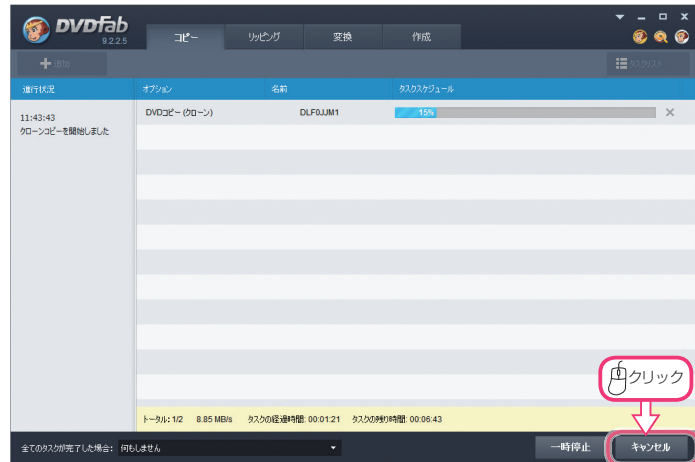 DVDFab
9.2.2.5
コピー
リッピング
変換
作成
追加
タスクリスト
進行状況
オプション
名前
タスクスケジュール
11:43:43
クローンコピーを開始しました
DVDコピー (クローン)
DLF0JJM1
15%
クリック
トータル: 1/2 8.85 MB/s タスクの経過時間: 00:01:21 タスクの残り時間: 00:06:43
全てのタスクが完了した場合: 何もしません
一時停止
キャンセル